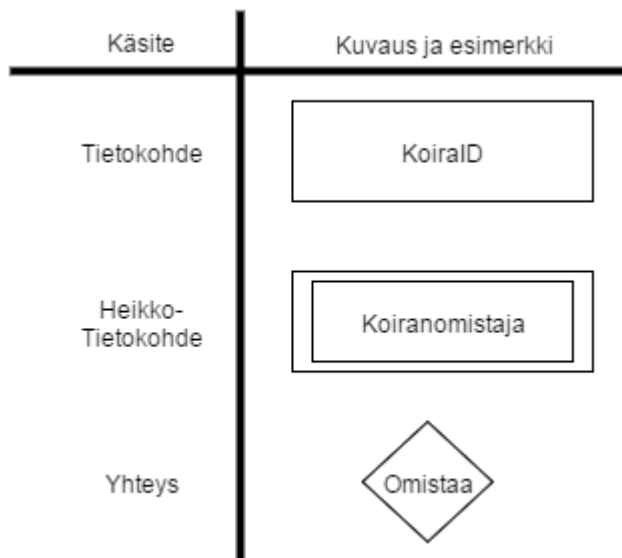 Käsite
Kuvaus ja esimerkki
Tietokohde
KoiraID
Heikko-
Tietokohde
Koiranomistaja
Yhteys
Omistaa